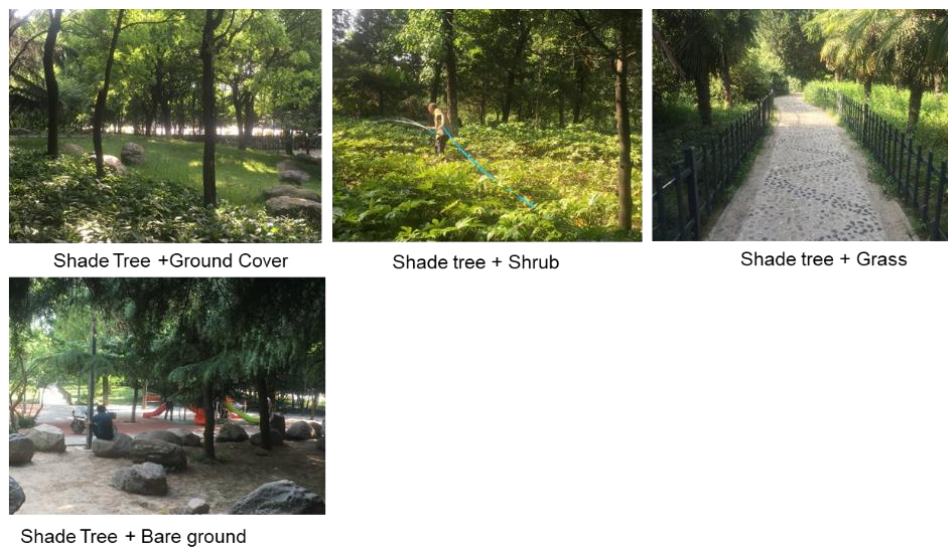 Shade Tree +Ground Cover
Shade tree + Shrub
Shade tree + Grass
Shade Tree + Bare ground